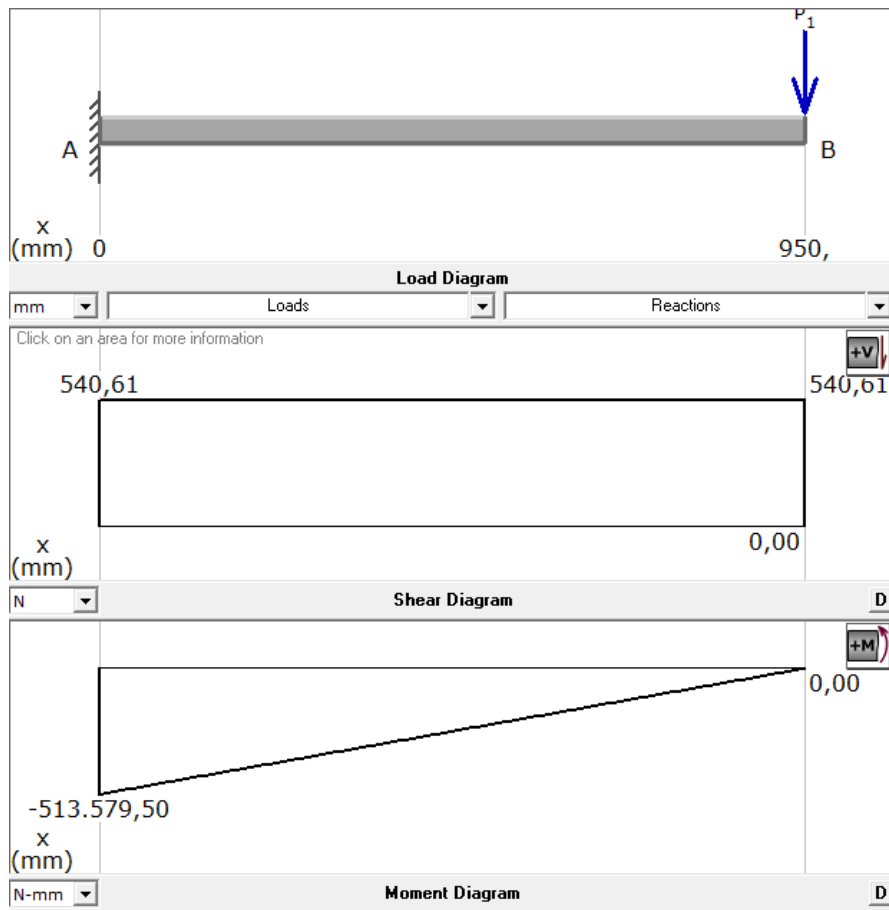 P1
A
B
x
(mm) 0 950,
Load Diagram
mm Loads Reactions
Click on an area for more information
+V
540,61 540,61
0,00
x
(mm)
N Shear Diagram D
+M
0,00
-513.579,50
x
(mm)
N-mm Moment Diagram D